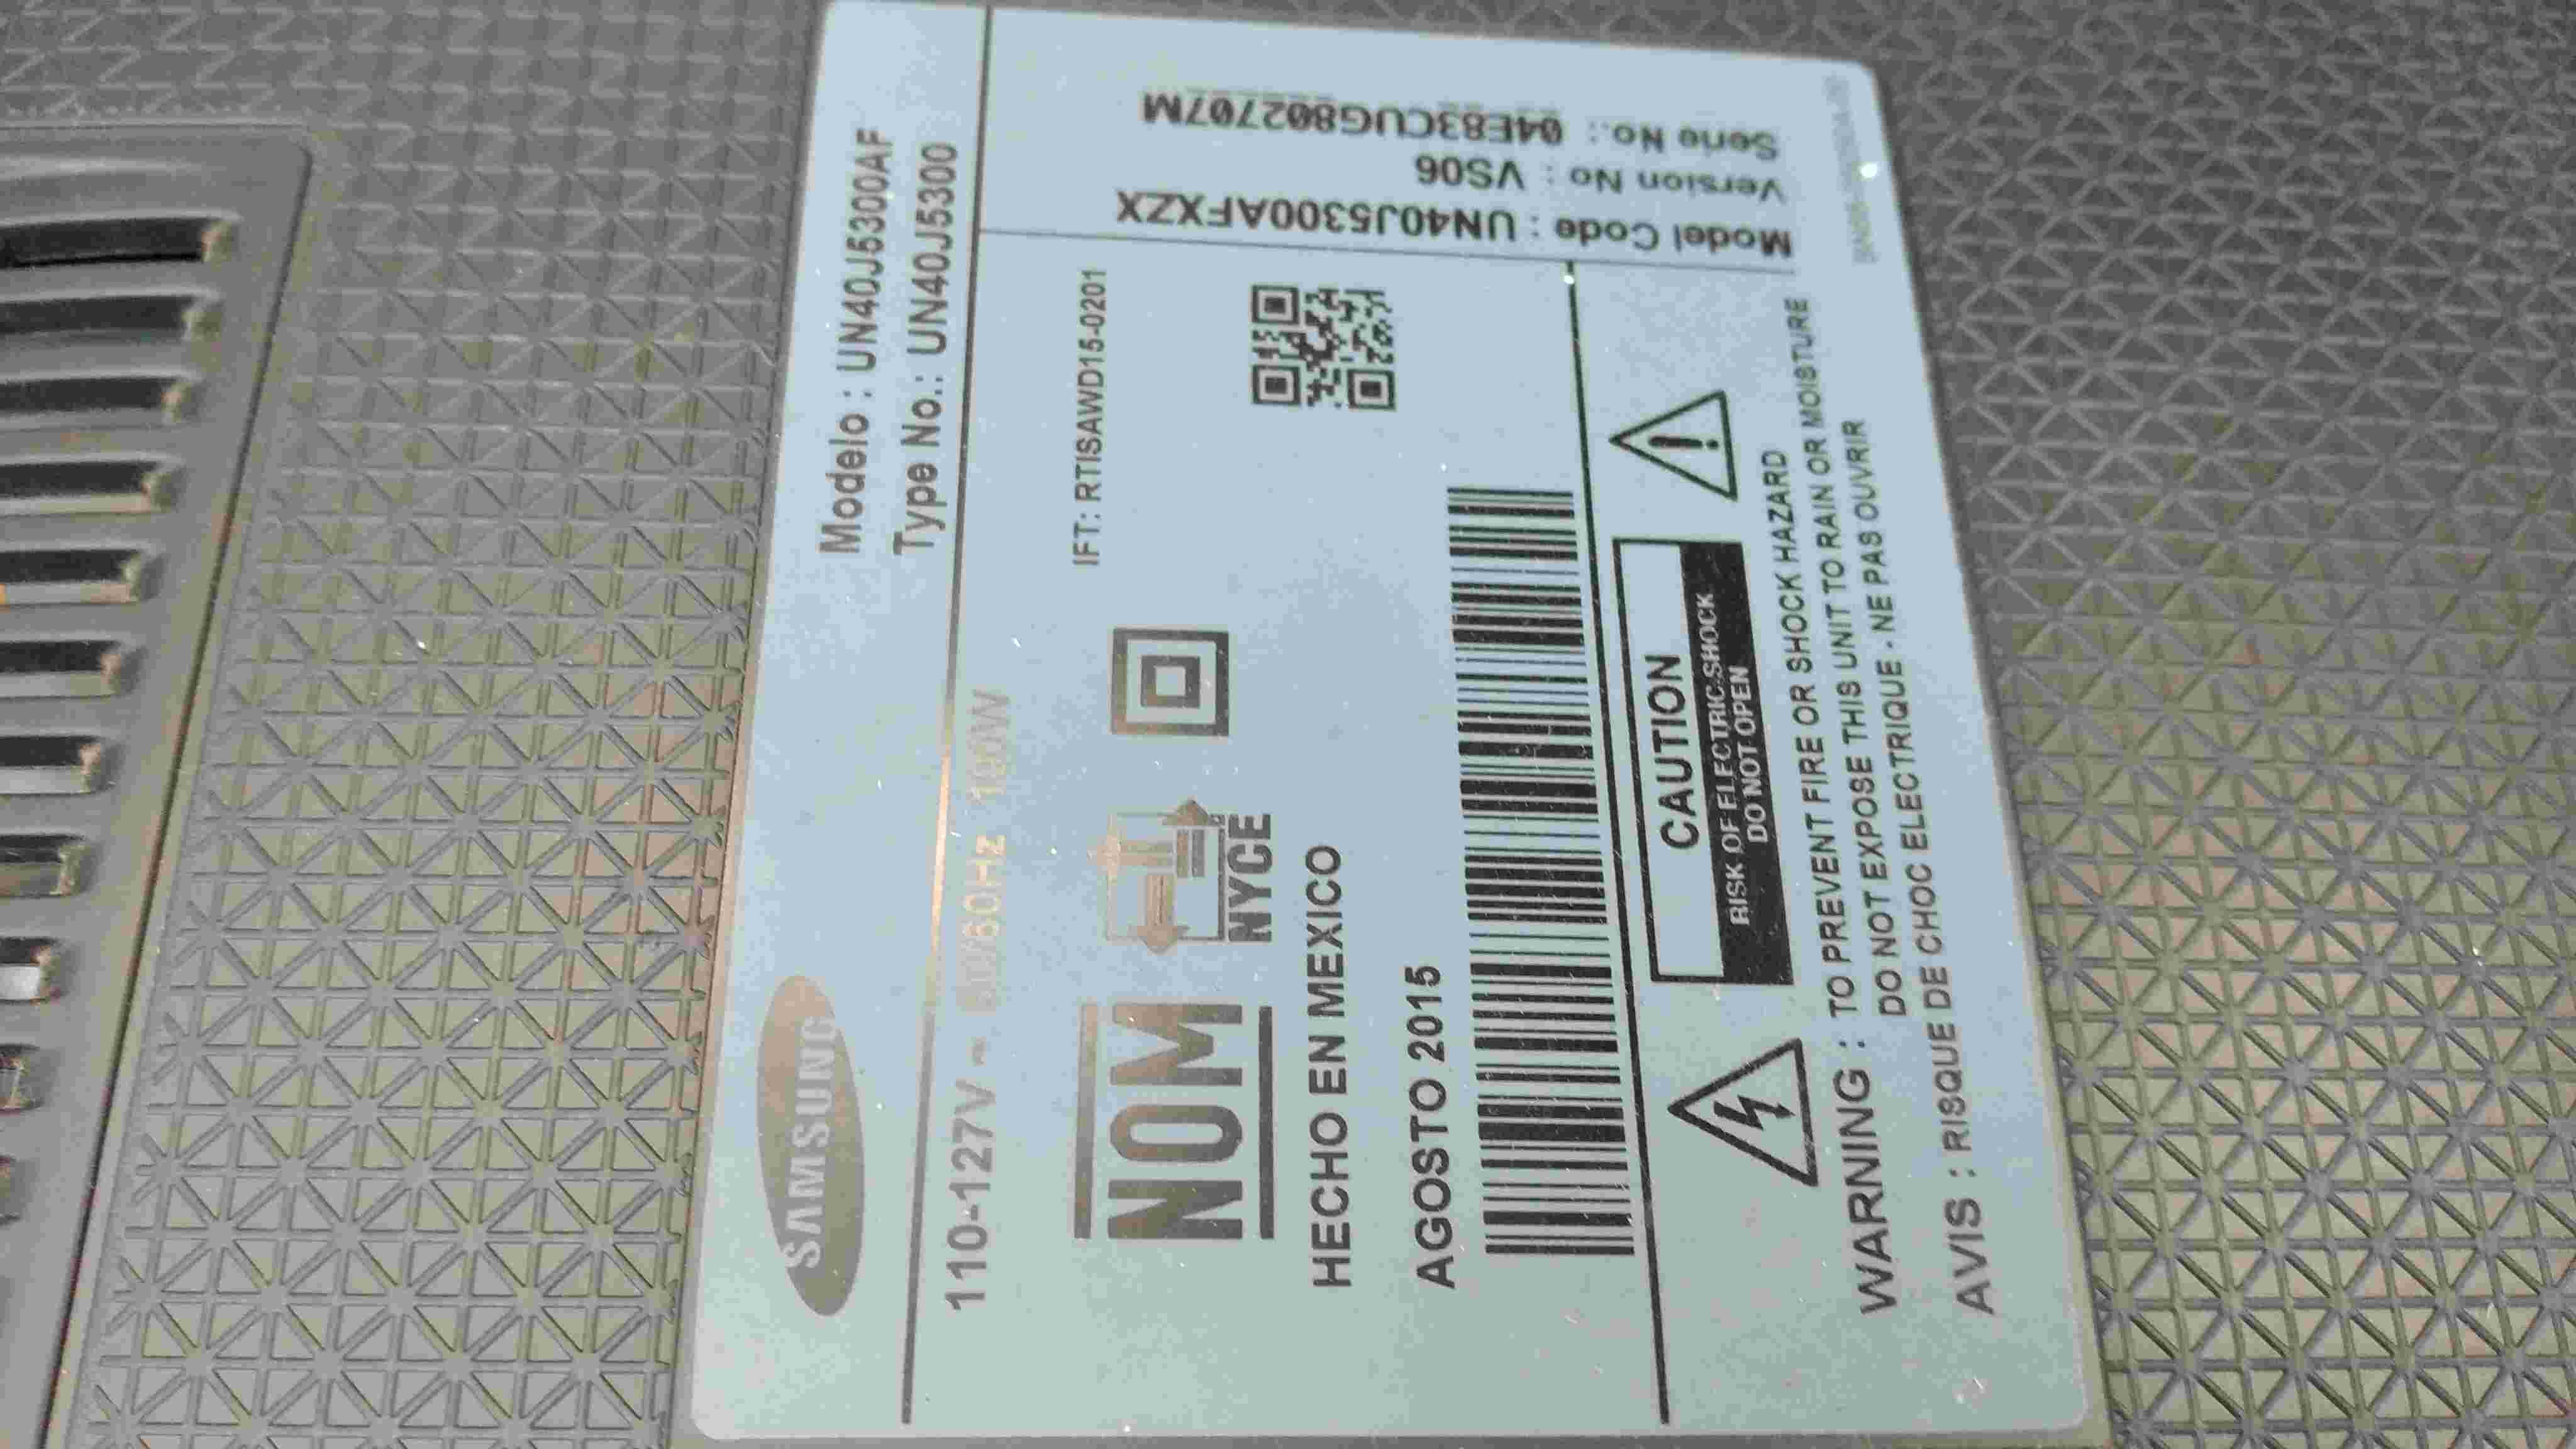 SAMSUNG
Modelo : UN40J5300AF
Type No.: UN40J5300
110-127V ~ 50/60Hz 100W
IFT: RTISAWD15-0201
NOM
NYCE
HECHO EN MEXICO
AGOSTO 2015
Model Code : UN40J5300AFXZX
Version No : VS06
Serie No.: 04E83CUG802707M
CAUTION
RISK OF ELECTRIC SHOCK
DO NOT OPEN
WARNING : TO PREVENT FIRE OR SHOCK HAZARD
DO NOT EXPOSE THIS UNIT TO RAIN OR MOISTURE
AVIS : RISQUE DE CHOC ELECTRIQUE - NE PAS OUVRIR